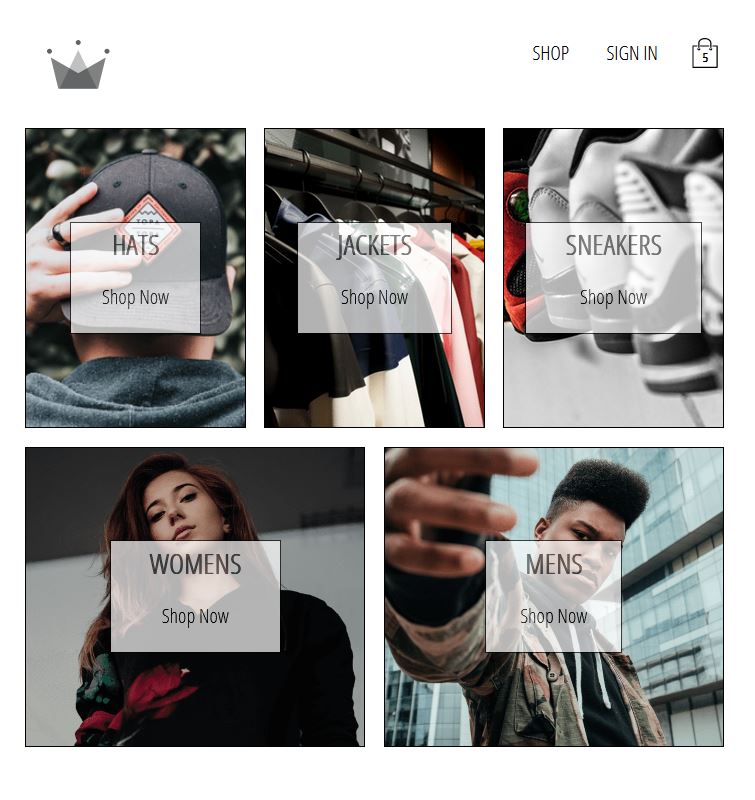 SHOP
SIGN IN
5
HATS
Shop Now
JACKETS
Shop Now
SNEAKERS
Shop Now
WOMENS
Shop Now
MENS
Shop Now